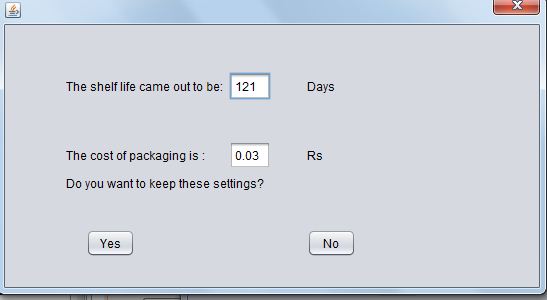 The shelf life came out to be: 121 Days
The cost of packaging is : 0.03 Rs
Do you want to keep these settings?
Yes No